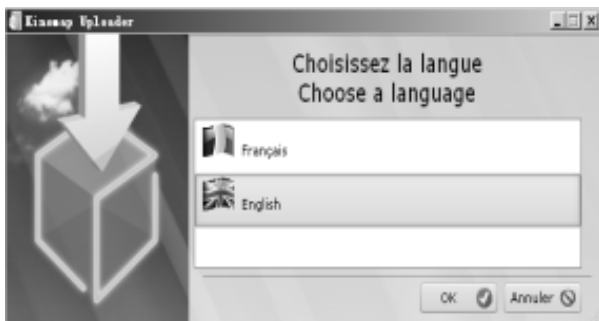 Kinomap Uploader
Choisissez la langue
Choose a language
Français
English
OK
Annuler